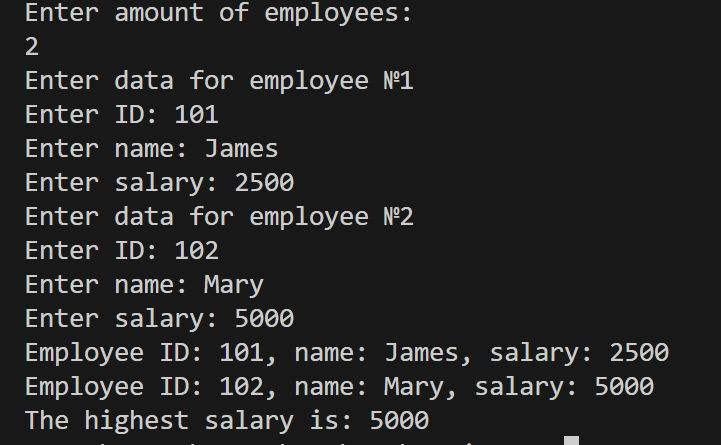 Enter amount of employees:
2
Enter data for employee №1
Enter ID: 101
Enter name: James
Enter salary: 2500
Enter data for employee №2
Enter ID: 102
Enter name: Mary
Enter salary: 5000
Employee ID: 101, name: James, salary: 2500
Employee ID: 102, name: Mary, salary: 5000
The highest salary is: 5000